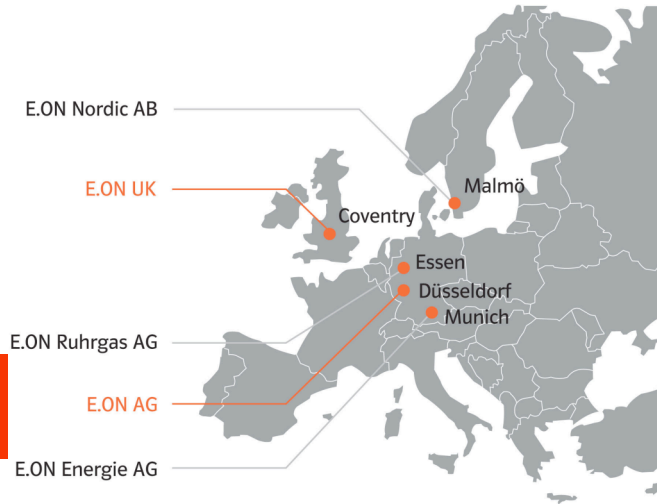 E.ON Nordic AB
Malmö
E.ON UK
Coventry
Essen
Düsseldorf
Munich
E.ON Ruhrgas AG
E.ON AG
E.ON Energie AG